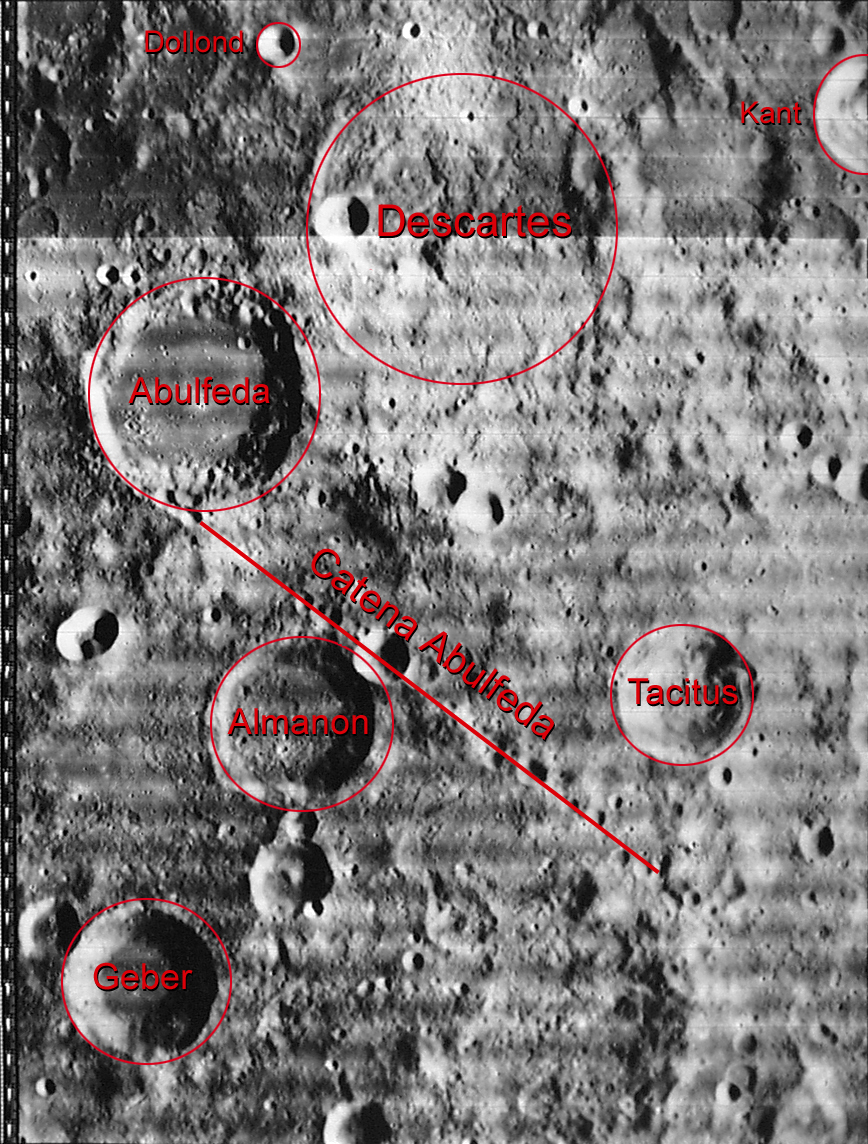 Dollond
Kant
Descartes
Abulfeda
Catena Abulfeda
Tacitus
Almanon
Geber